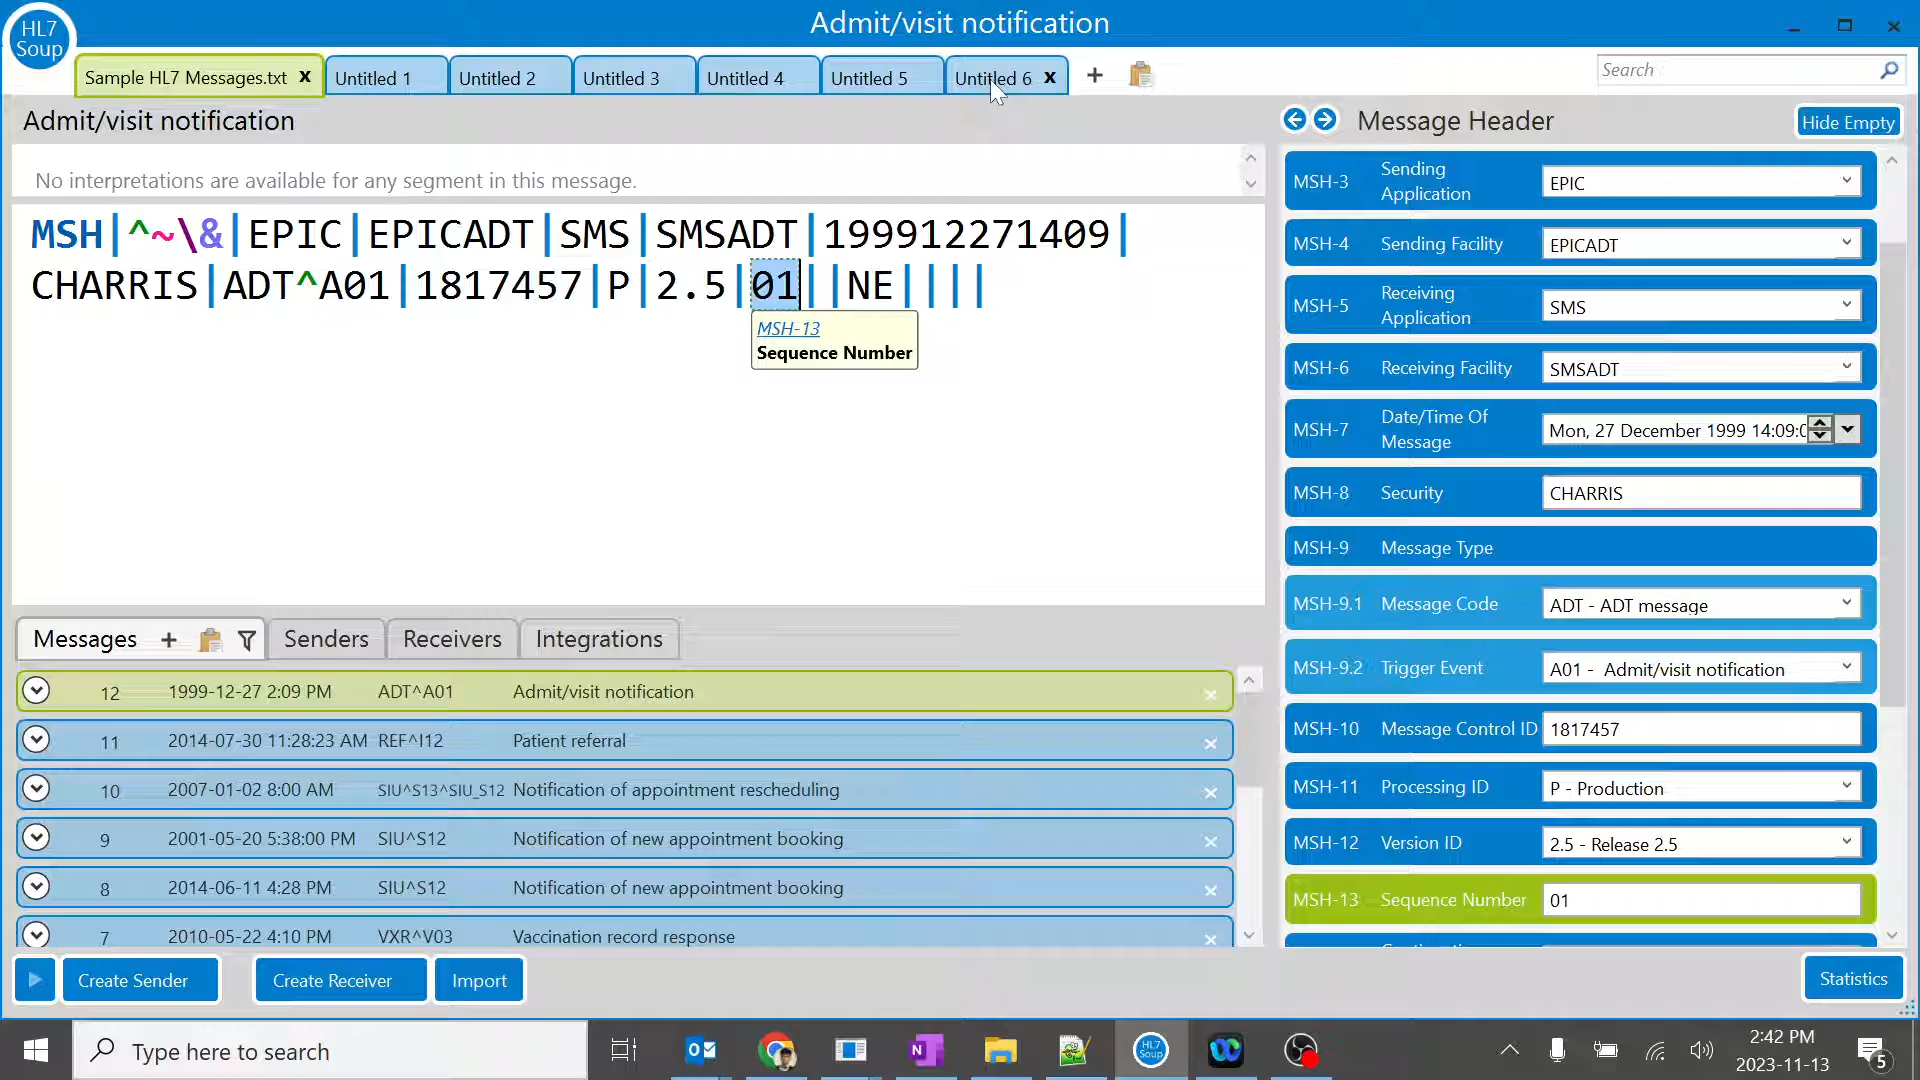 HL7
Soup
Admit/visit notification
Sample HL7 Messages.txt x
Untitled 1
Untitled 2
Untitled 3
Untitled 4
Untitled 5
Untitled 6 x
+
Search
Admit/visit notification
No interpretations are available for any segment in this message.
MSH|^~\&|EPIC|EPICADT|SMS|SMSADT|199912271409|
CHARRIS|ADT^A01|1817457|P|2.5|01||NE||||
MSH-13
Sequence Number
Messages +
Senders
Receivers
Integrations
12 1999-12-27 2:09 PM ADT^A01 Admit/visit notification
11 2014-07-30 11:28:23 AM REF^I12 Patient referral
10 2007-01-02 8:00 AM SIU^S13^SIU_S12 Notification of appointment rescheduling
9 2001-05-20 5:38:00 PM SIU^S12 Notification of new appointment booking
8 2014-06-11 4:28 PM SIU^S12 Notification of new appointment booking
7 2010-05-22 4:10 PM VXR^V03 Vaccination record response
Create Sender
Create Receiver
Import
Message Header
Hide Empty
MSH-3 Sending Application EPIC
MSH-4 Sending Facility EPICADT
MSH-5 Receiving Application SMS
MSH-6 Receiving Facility SMSADT
MSH-7 Date/Time Of Message Mon, 27 December 1999 14:09:0
MSH-8 Security CHARRIS
MSH-9 Message Type
MSH-9.1 Message Code ADT - ADT message
MSH-9.2 Trigger Event A01 - Admit/visit notification
MSH-10 Message Control ID 1817457
MSH-11 Processing ID P - Production
MSH-12 Version ID 2.5 - Release 2.5
MSH-13 Sequence Number 01
Statistics
Type here to search
HL7
Soup
2:42 PM
2023-11-13
5